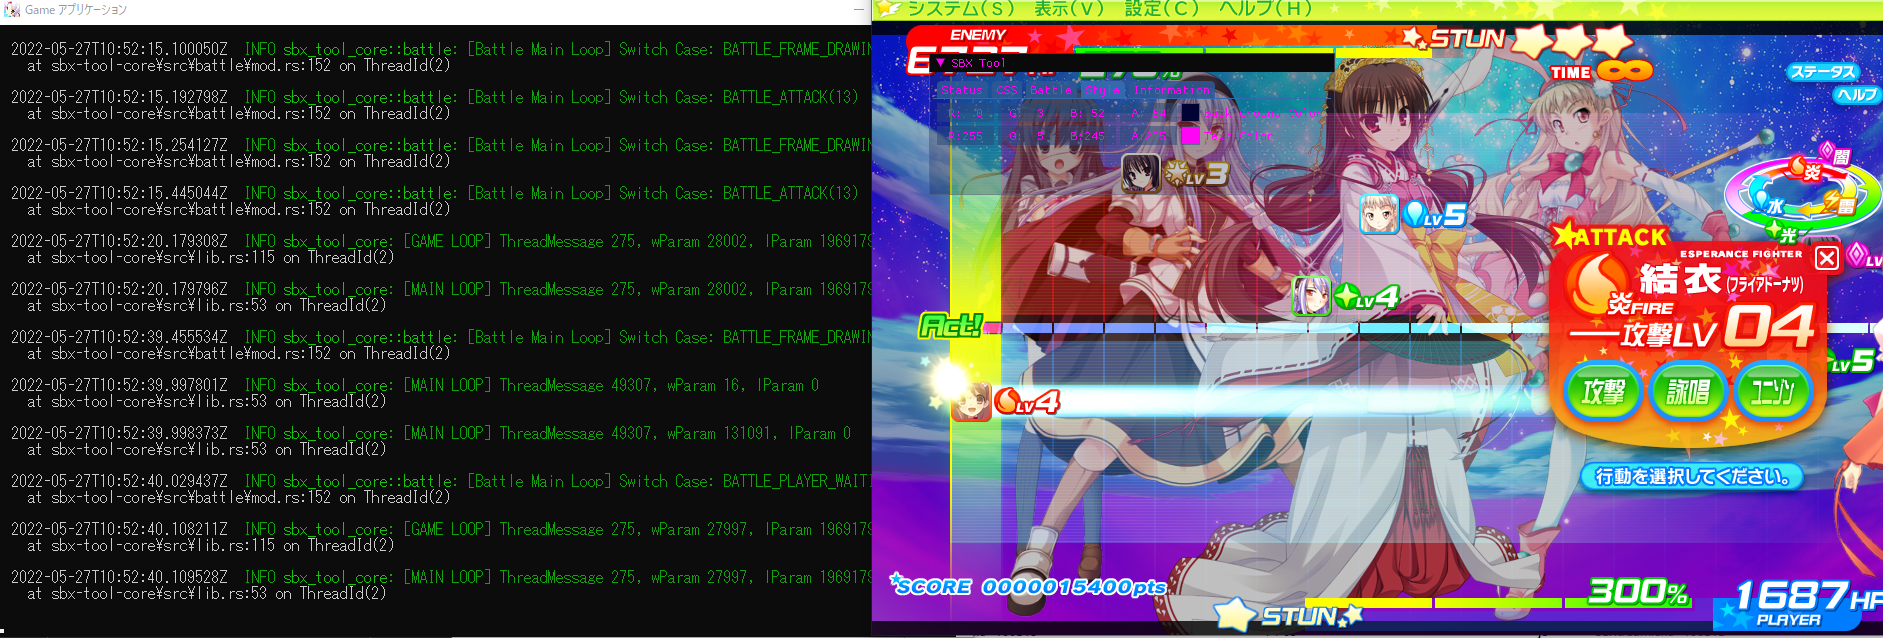 Game アプリケーション
2022-05-27T10:52:15.100050Z  INFO sbx_tool_core::battle: [Battle Main Loop] Switch Case: BATTLE_FRAME_DRAWIN
at sbx-tool-core¥src¥battle¥mod.rs:152 on ThreadId(2)
2022-05-27T10:52:15.192798Z  INFO sbx_tool_core::battle: [Battle Main Loop] Switch Case: BATTLE_ATTACK(13)
at sbx-tool-core¥src¥battle¥mod.rs:152 on ThreadId(2)
2022-05-27T10:52:15.254127Z  INFO sbx_tool_core::battle: [Battle Main Loop] Switch Case: BATTLE_FRAME_DRAWIN
at sbx-tool-core¥src¥battle¥mod.rs:152 on ThreadId(2)
2022-05-27T10:52:15.445044Z  INFO sbx_tool_core::battle: [Battle Main Loop] Switch Case: BATTLE_ATTACK(13)
at sbx-tool-core¥src¥battle¥mod.rs:152 on ThreadId(2)
2022-05-27T10:52:20.179308Z  INFO sbx_tool_core: [GAME LOOP] ThreadMessage 275, wParam 28002, lParam 1969179
at sbx-tool-core¥src¥lib.rs:115 on ThreadId(2)
2022-05-27T10:52:20.179796Z  INFO sbx_tool_core: [MAIN LOOP] ThreadMessage 275, wParam 28002, lParam 1969179
at sbx-tool-core¥src¥lib.rs:53 on ThreadId(2)
2022-05-27T10:52:39.455534Z  INFO sbx_tool_core::battle: [Battle Main Loop] Switch Case: BATTLE_FRAME_DRAWIN
at sbx-tool-core¥src¥battle¥mod.rs:152 on ThreadId(2)
2022-05-27T10:52:39.997801Z  INFO sbx_tool_core: [MAIN LOOP] ThreadMessage 49307, wParam 16, lParam 0
at sbx-tool-core¥src¥lib.rs:53 on ThreadId(2)
2022-05-27T10:52:39.998373Z  INFO sbx_tool_core: [MAIN LOOP] ThreadMessage 49307, wParam 131091, lParam 0
at sbx-tool-core¥src¥lib.rs:53 on ThreadId(2)
2022-05-27T10:52:40.029437Z  INFO sbx_tool_core::battle: [Battle Main Loop] Switch Case: BATTLE_PLAYER_WAITI
at sbx-tool-core¥src¥battle¥mod.rs:152 on ThreadId(2)
2022-05-27T10:52:40.108211Z  INFO sbx_tool_core: [GAME LOOP] ThreadMessage 275, wParam 27997, lParam 1969179
at sbx-tool-core¥src¥lib.rs:115 on ThreadId(2)
2022-05-27T10:52:40.109528Z  INFO sbx_tool_core: [MAIN LOOP] ThreadMessage 275, wParam 27997, lParam 1969179
at sbx-tool-core¥src¥lib.rs:53 on ThreadId(2)
システム(S) 表示(V) 設定(C) ヘルプ(H)
ENEMY
STUN
TIME ∞
▼ SBX Tool
Status CSS Battle Style Information
ステータス
ヘルプ
闇
炎
水
雷
光
LV3
LV5
LV4
Act!
LV4
ATTACK
ESPERANCE FIGHTER
結衣(フライアドーナツ)
炎FIRE
攻撃LV 04
攻撃 詠唱 ユニゾン
LV
LV5
行動を選択してください。
SCORE 0000015400pts
STUN
300%
1687HP
PLAYER